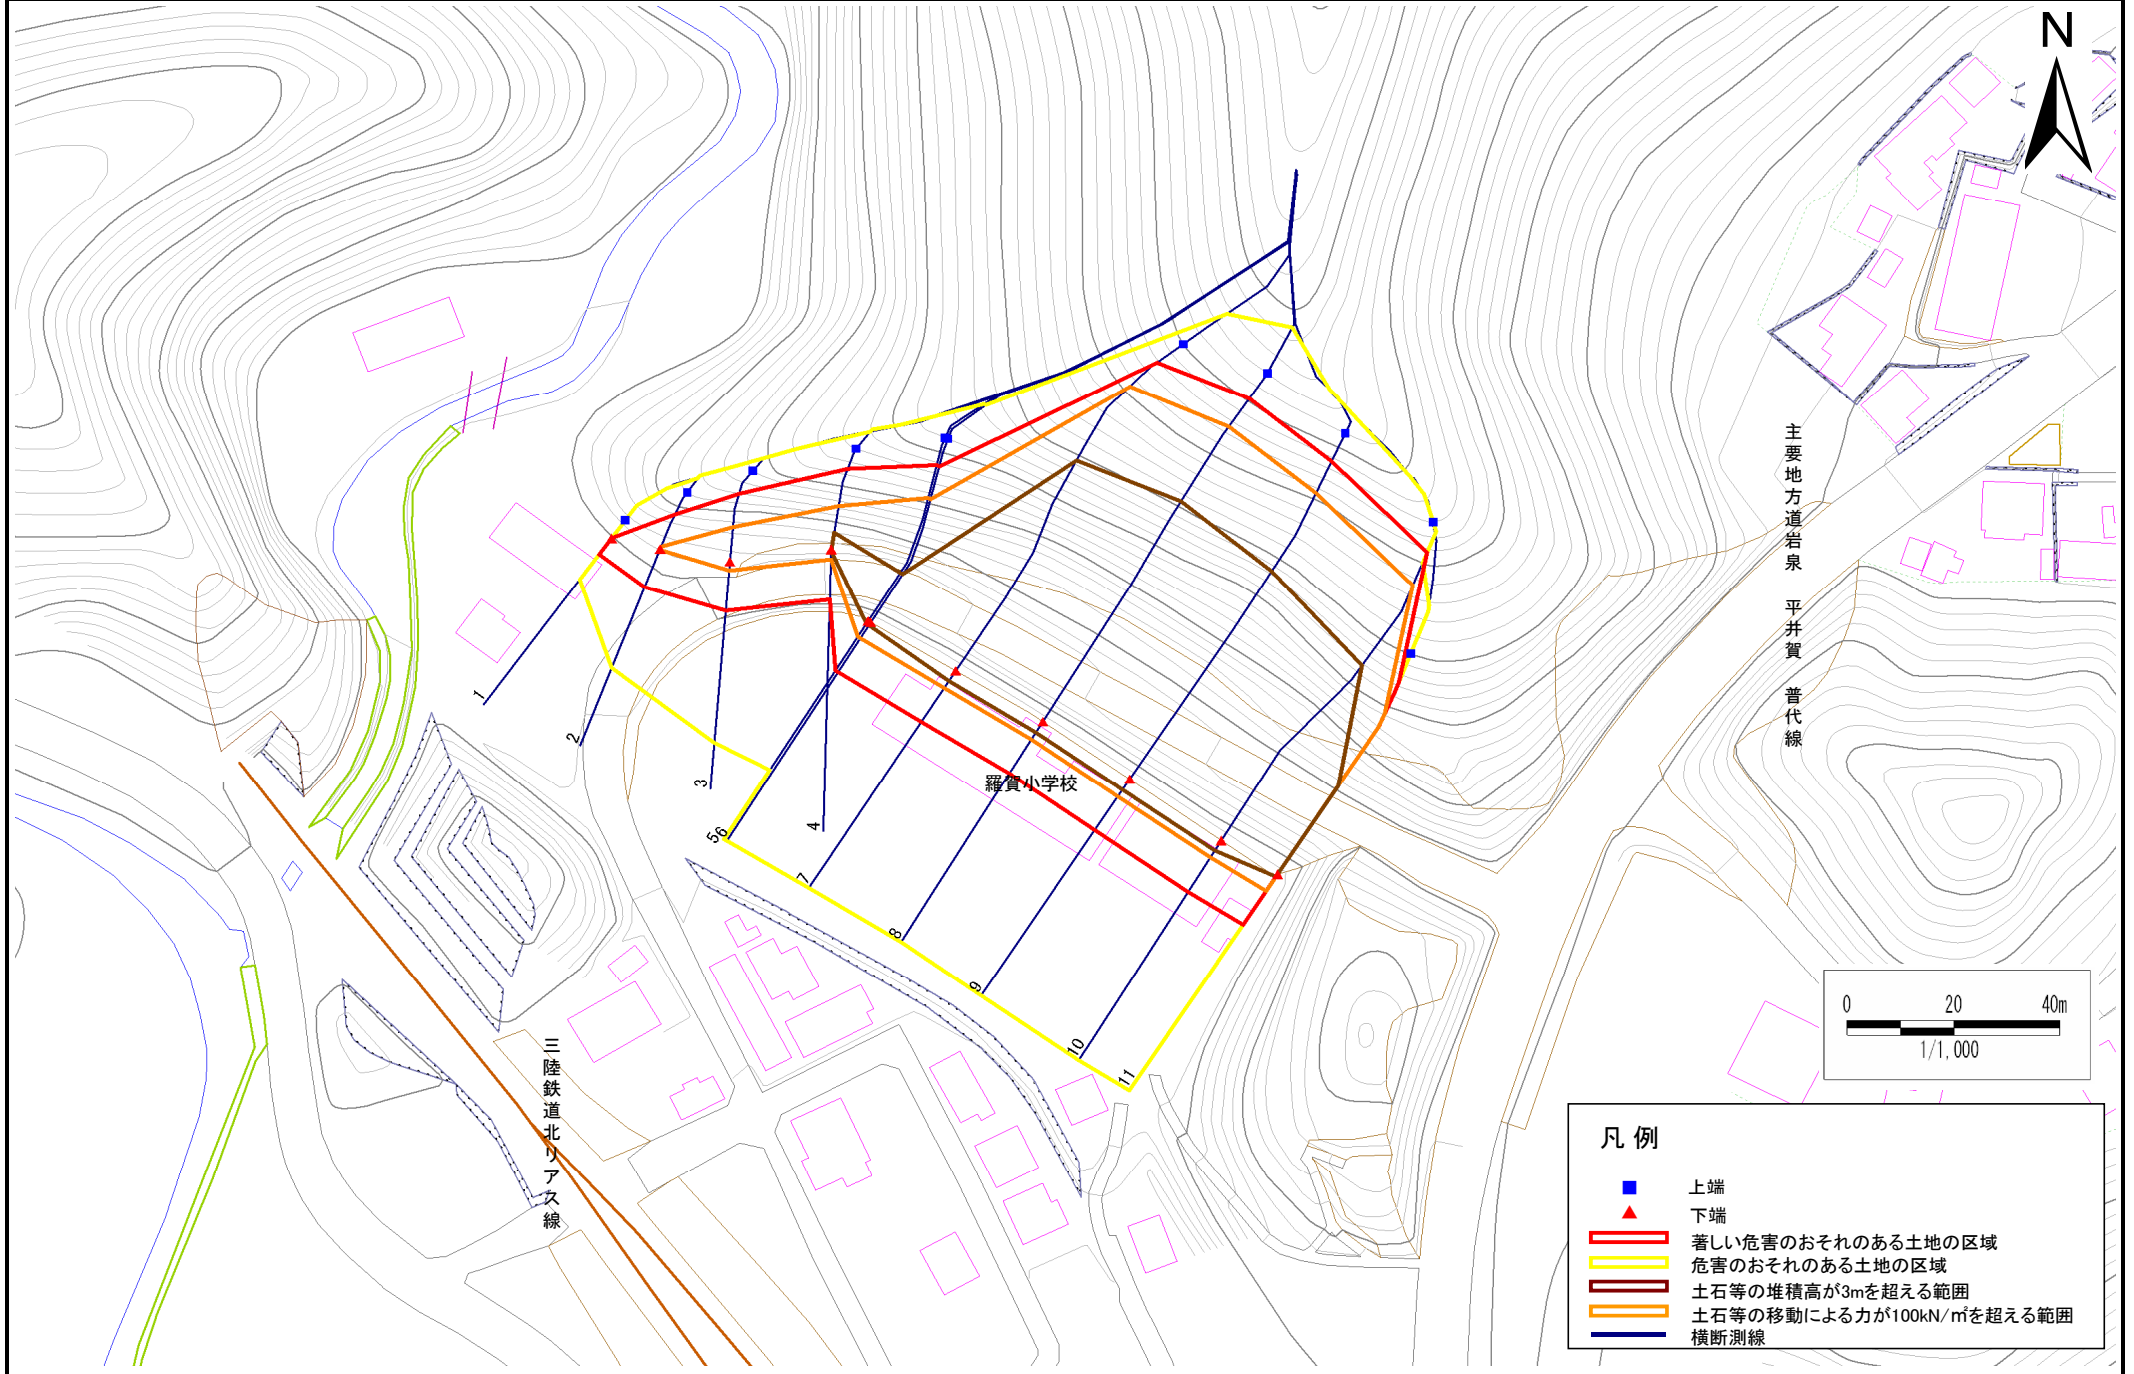 N
主要地方道岩泉 平井賀 普代線
1
2
3
4
56
7
8
9
10
11
羅賀小学校
三陸鉄道北リアス線
0 20 40m
1/1,000
凡 例
上端
下端
著しい危害のおそれのある土地の区域
危害のおそれのある土地の区域
土石等の堆積高が3mを超える範囲
土石等の移動による力が100kN/㎡を超える範囲
横断測線